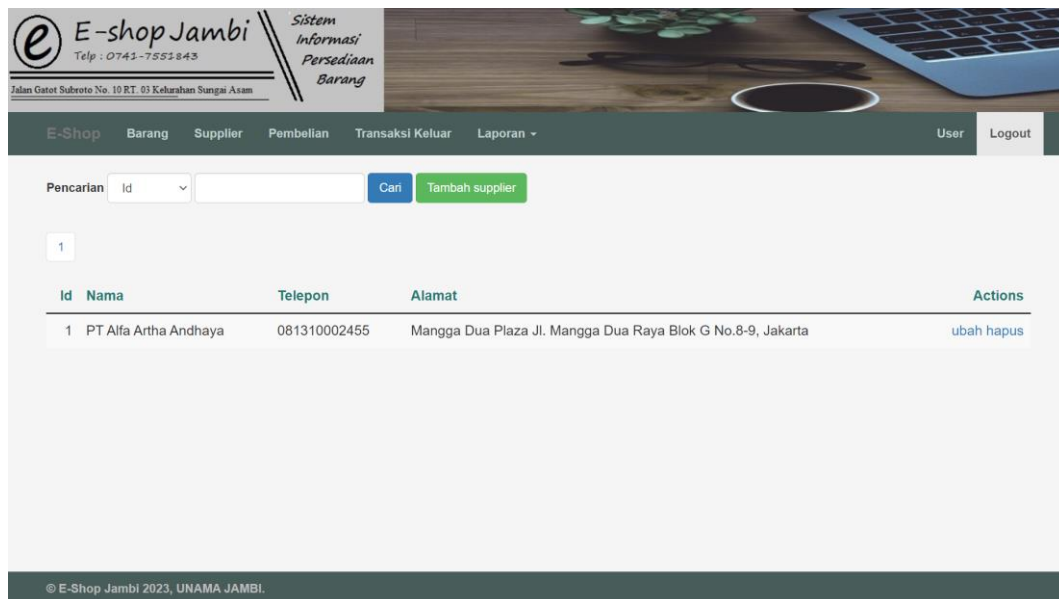 e E-shop Jambi
Telp : 0741-7551843
Jalan Gatot Subroto No. 10 RT. 03 Kelurahan Sungai Asam
Sistem
Informasi
Persediaan
Barang
E-Shop Barang Supplier Pembelian Transaksi Keluar Laporan User Logout
Pencarian Id Cari Tambah supplier
1
Id Nama Telepon Alamat Actions
1 PT Alfa Artha Andhaya 081310002455 Mangga Dua Plaza Jl. Mangga Dua Raya Blok G No.8-9, Jakarta ubah hapus
© E-Shop Jambi 2023, UNAMA JAMBI.